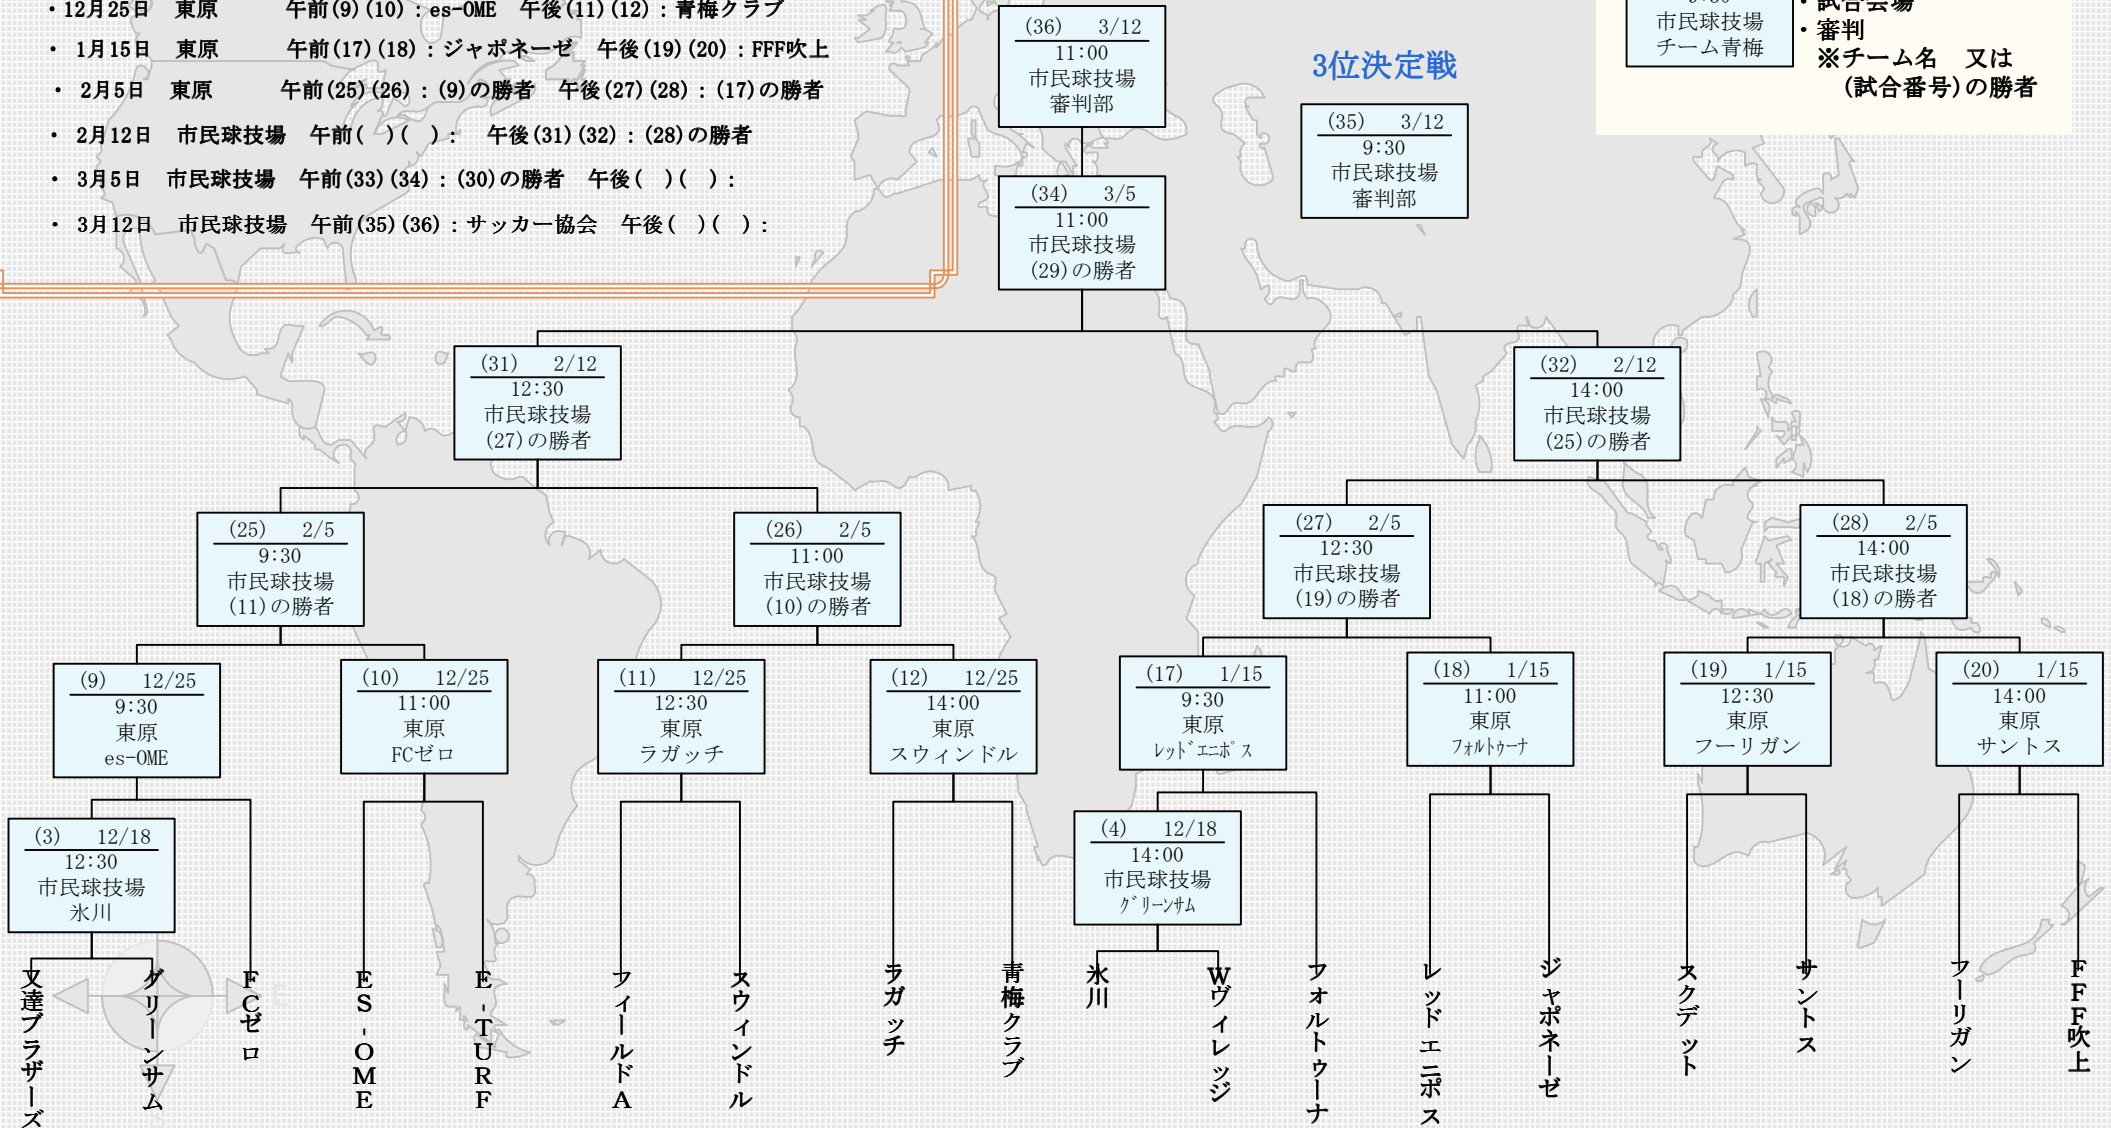 ・12月25日　東原　　　午前(9)(10)：es-OME　午後(11)(12)：青梅クラブ
・ 1月15日　東原　　　午前(17)(18)：ジャポネーゼ　午後(19)(20)：FFF吹上
・ 2月5日　東原　　　午前(25)(26)：(9)の勝者　午後(27)(28)：(17)の勝者
・ 2月12日　市民球技場　午前(　)(　)：　午後(31)(32)：(28)の勝者
・ 3月5日　市民球技場　午前(33)(34)：(30)の勝者　午後(　)(　)：
・ 3月12日　市民球技場　午前(35)(36)：サッカー協会　午後(　)(　)：
市民球技場
チーム青梅
・試合会場
・審判
※チーム名　又は
(試合番号)の勝者
(36)　3/12
11:00
市民球技場
審判部
3位決定戦
(35)　3/12
9:30
市民球技場
審判部
(34)　3/5
11:00
市民球技場
(29)の勝者
(31)　2/12
12:30
市民球技場
(27)の勝者
(32)　2/12
14:00
市民球技場
(25)の勝者
(25)　2/5
9:30
市民球技場
(11)の勝者
(26)　2/5
11:00
市民球技場
(10)の勝者
(27)　2/5
12:30
市民球技場
(19)の勝者
(28)　2/5
14:00
市民球技場
(18)の勝者
(9)　12/25
9:30
東原
es-OME
(10)　12/25
11:00
東原
FCゼロ
(11)　12/25
12:30
東原
ラガッチ
(12)　12/25
14:00
東原
スウィンドル
(17)　1/15
9:30
東原
ﾚｯﾄﾞｴﾆﾎﾟｽ
(18)　1/15
11:00
東原
ﾌｫﾙﾄｩｰﾅ
(19)　1/15
12:30
東原
フーリガン
(20)　1/15
14:00
東原
サントス
(3)　12/18
12:30
市民球技場
氷川
(4)　12/18
14:00
市民球技場
ｸﾞﾘｰﾝｻﾑ
又達ブラザーズ
グリーンサム
FCゼロ
ES-OME
E-TURF
フィールドA
スウィンドル
ラガッチ
青梅クラブ
氷川
Wヴィレッジ
フォルトゥーナ
レッドエニポス
ジャポネーゼ
スクデット
サントス
フーリガン
FFF吹上